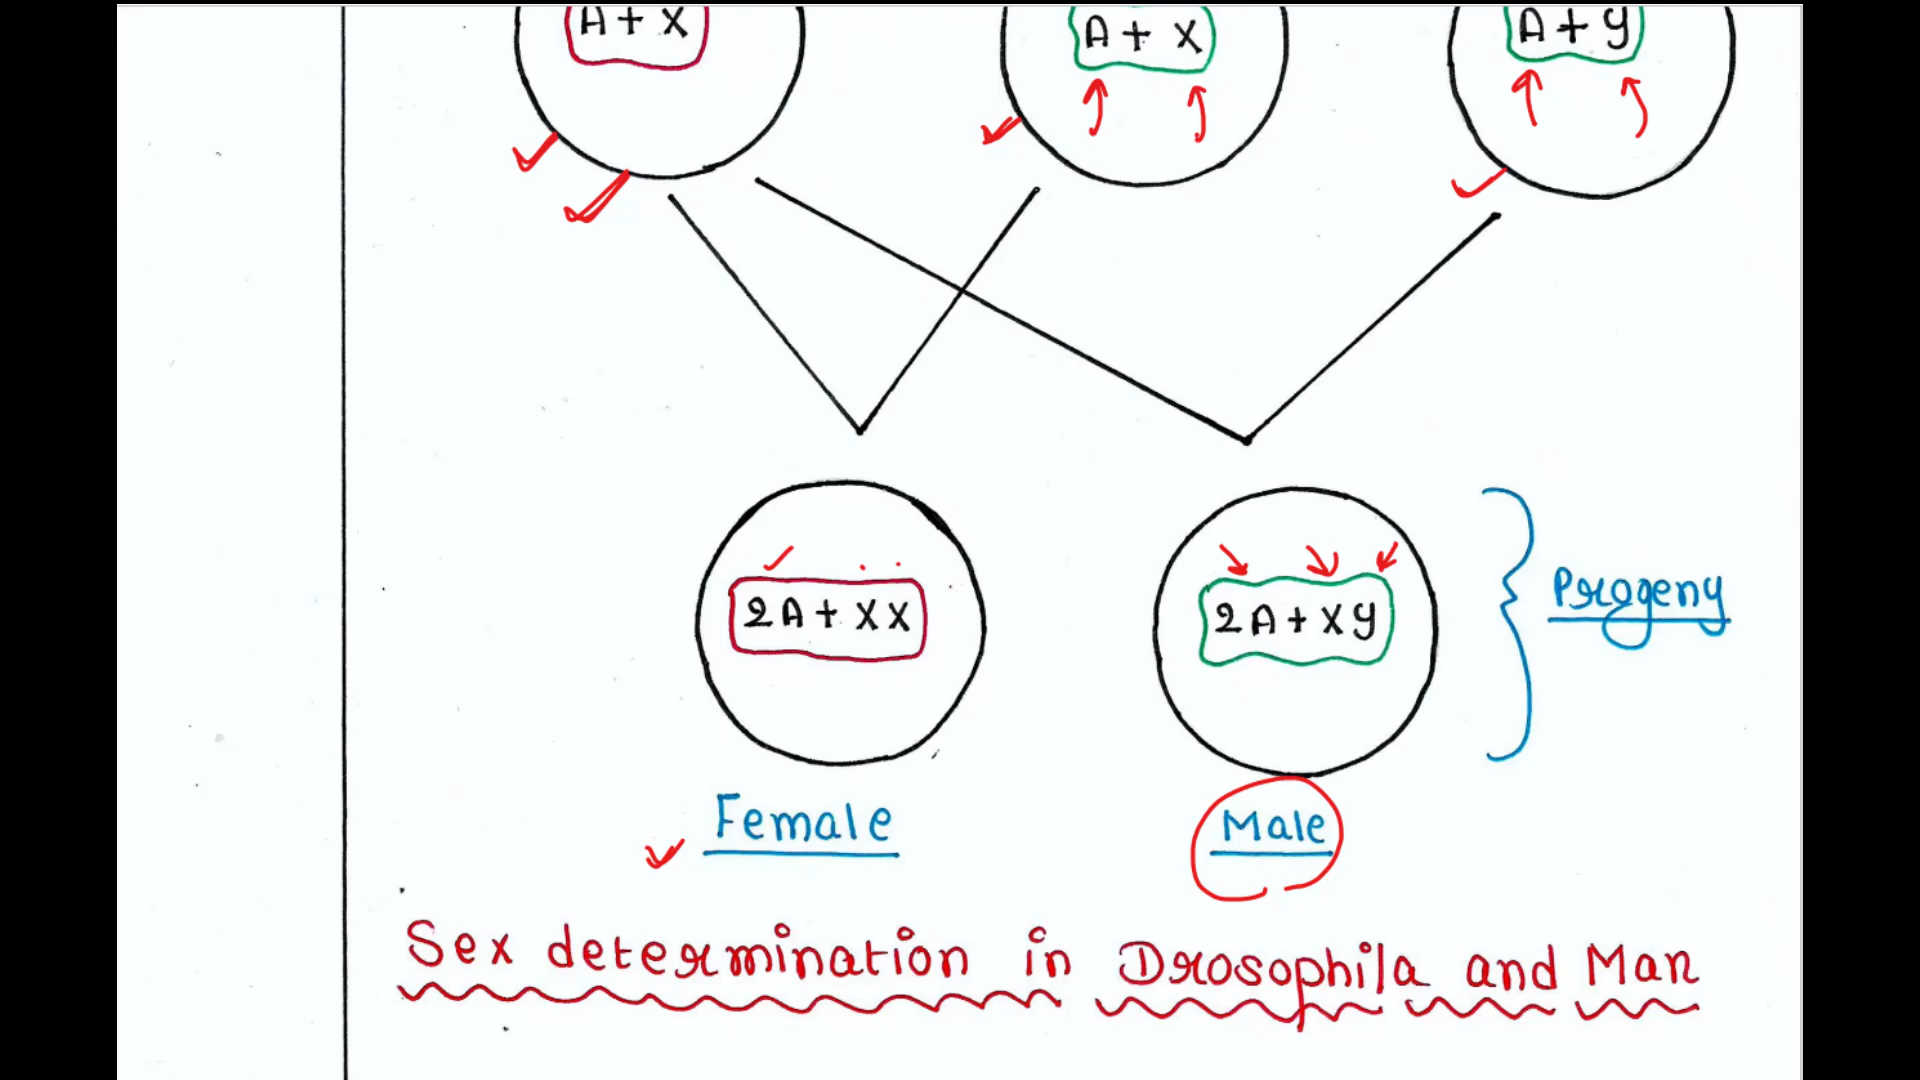 A + X
A + X
A + y
2A + XX
2A + Xy
Progeny
Female
Male
Sex determination in Drosophila and Man